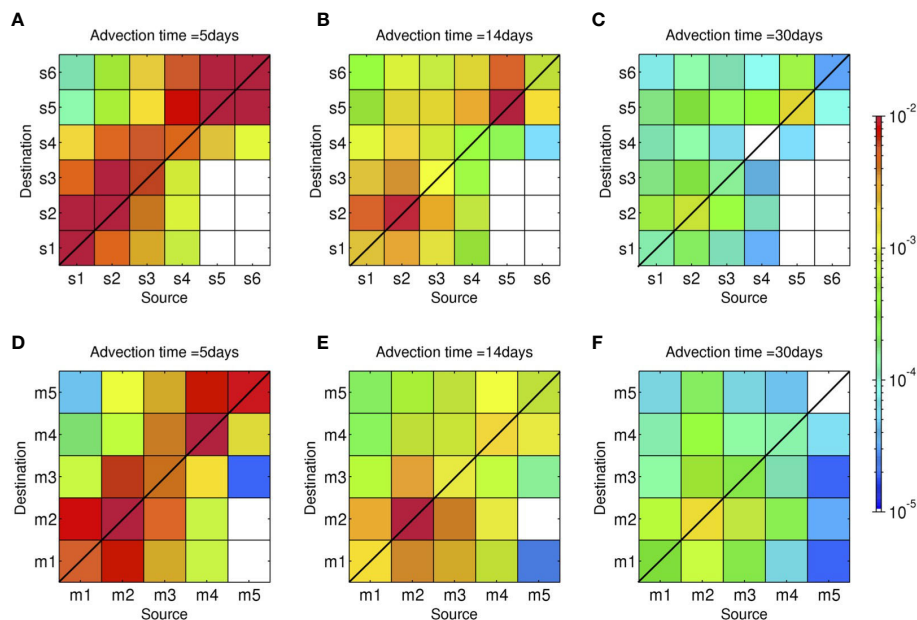 A
B
C
Advection time =5days
Advection time =14days
Advection time =30days
Destination
s6
s5
s4
s3
s2
s1
s1 s2 s3 s4 s5 s6
Source
Destination
s6
s5
s4
s3
s2
s1
s1 s2 s3 s4 s5 s6
Source
Destination
s6
s5
s4
s3
s2
s1
s1 s2 s3 s4 s5 s6
Source
D
E
F
Advection time =5days
Advection time =14days
Advection time =30days
Destination
m5
m4
m3
m2
m1
m1 m2 m3 m4 m5
Source
Destination
m5
m4
m3
m2
m1
m1 m2 m3 m4 m5
Source
Destination
m5
m4
m3
m2
m1
m1 m2 m3 m4 m5
Source
10⁻²
10⁻³
10⁻⁴
10⁻⁵